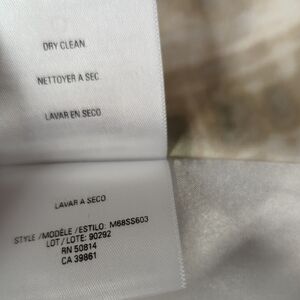 DRY CLEAN
NETTOYER A SEC
LAVAR EN SECO
LAVAR A SECO
STYLE /MODÈLE/ESTILO: M68SS603
LOT/LOTE: 90292
RN 50814
CA 39861